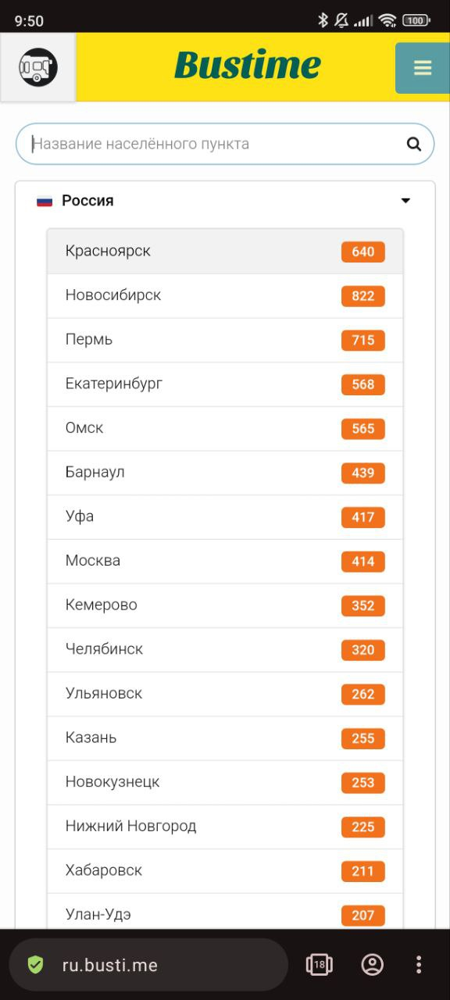 9:50
100
Bustime
Название населённого пункта
Россия
Красноярск 640
Новосибирск 822
Пермь 715
Екатеринбург 568
Омск 565
Барнаул 439
Уфа 417
Москва 414
Кемерово 352
Челябинск 320
Ульяновск 262
Казань 255
Новокузнецк 253
Нижний Новгород 225
Хабаровск 211
Улан-Удэ 207
ru.busti.me
18